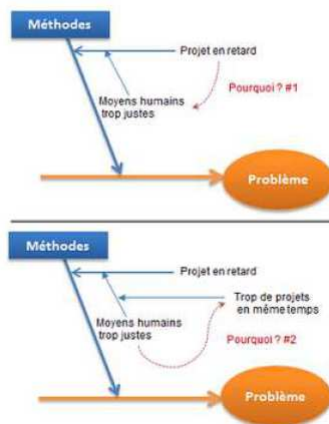 Méthodes
Projet en retard
Pourquoi ? #1
Moyens humains
trop justes
Problème
Méthodes
Projet en retard
Trop de projets
en même temps
Moyens humains
trop justes
Pourquoi ? #2
Problème